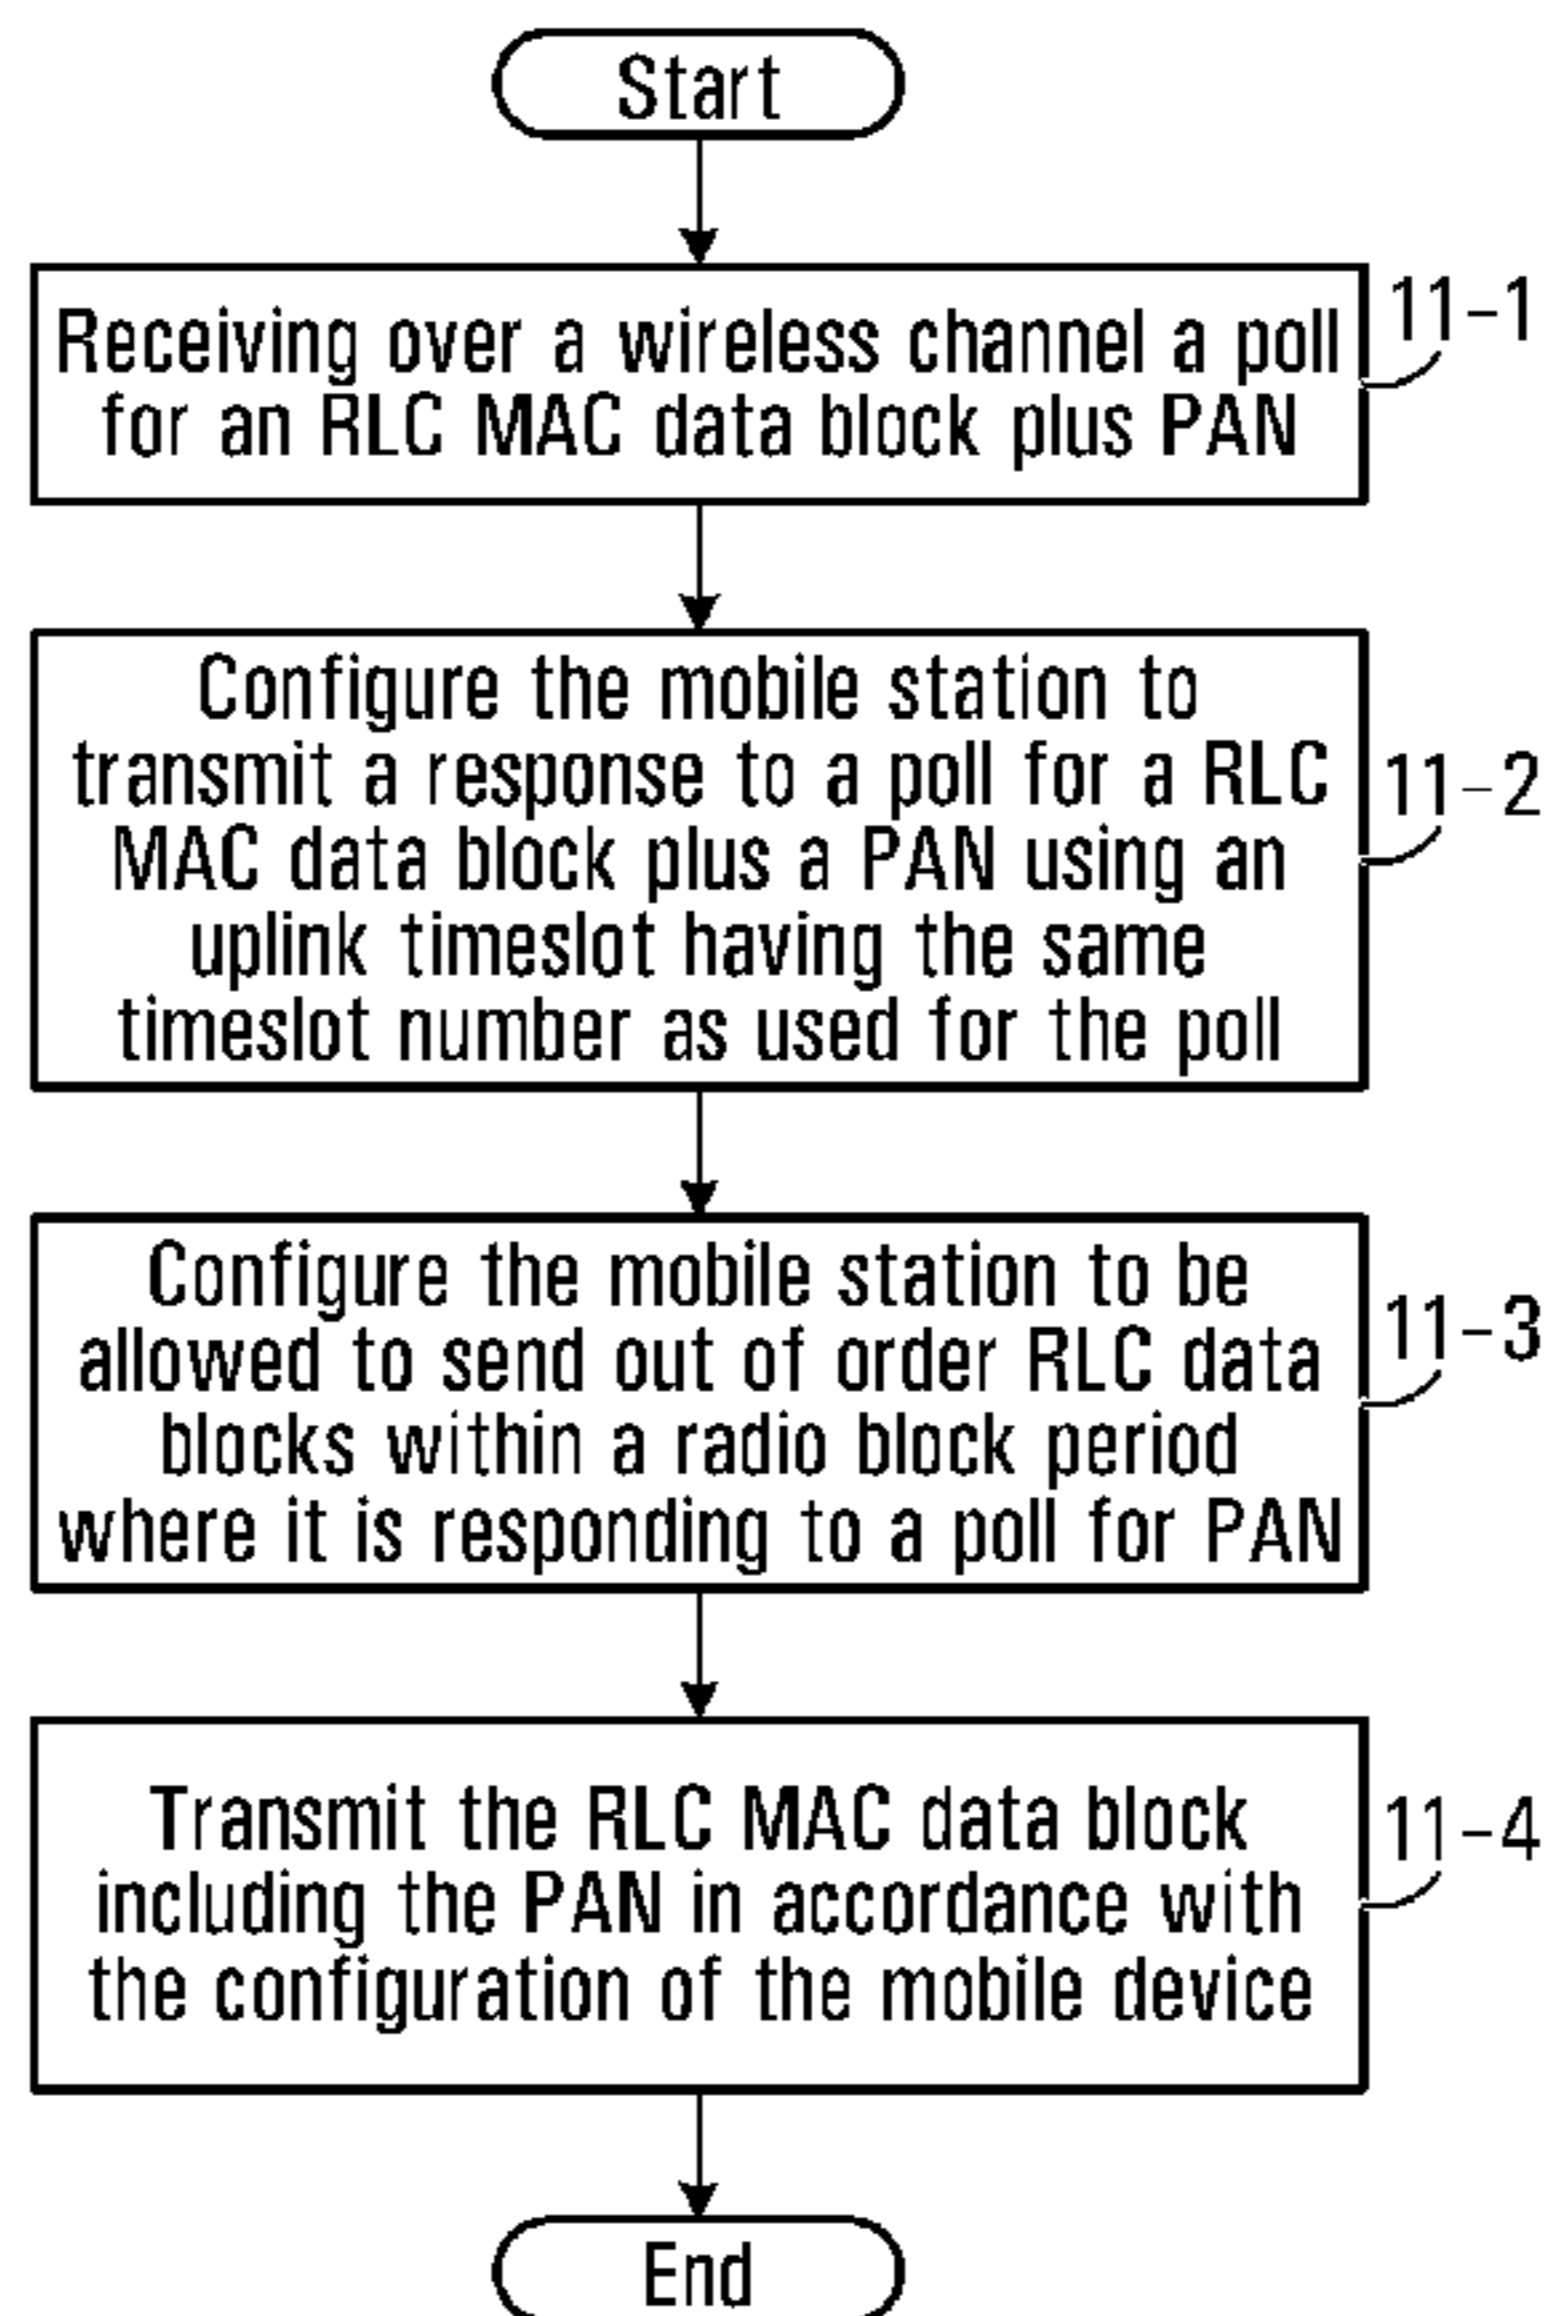 Start
Receiving over a wireless channel a poll
for an RLC MAC data block plus PAN
11-1
Configure the mobile station to
transmit a response to a poll for a RLC
MAC data block plus a PAN using an
uplink timeslot having the same
timeslot number as used for the poll
11-2
Configure the mobile station to be
allowed to send out of order RLC data
blocks within a radio block period
where it is responding to a poll for PAN
11-3
Transmit the RLC MAC data block
including the PAN in accordance with
the configuration of the mobile device
11-4
End